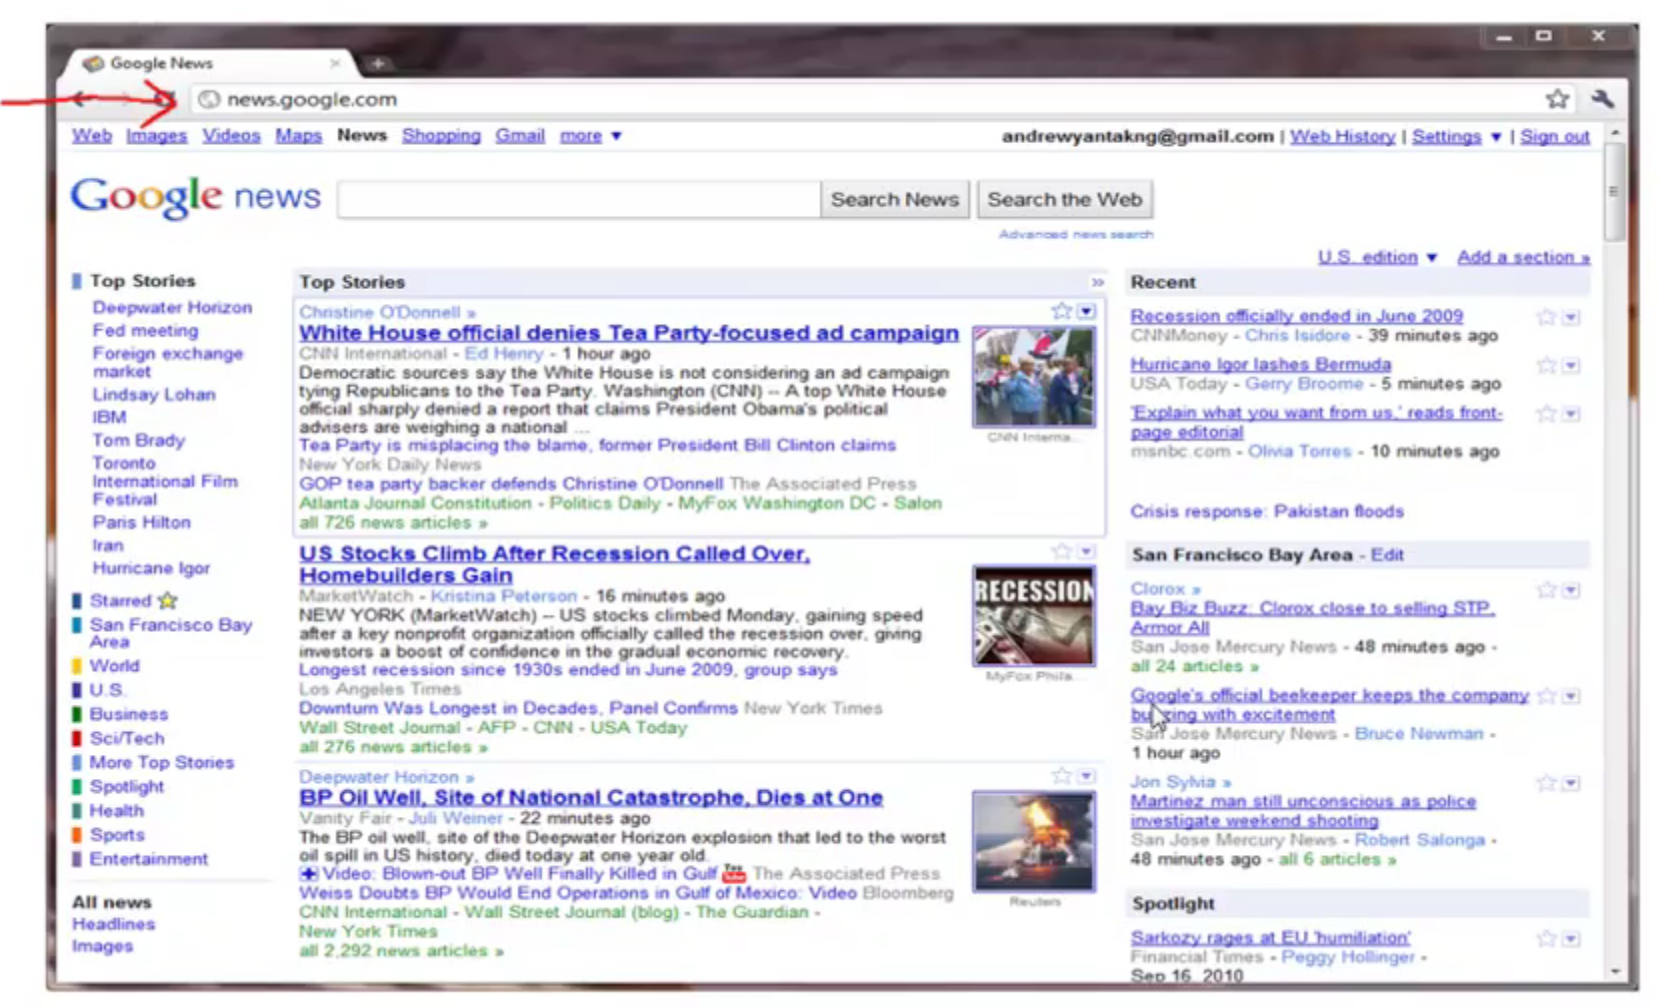 Google News
news.google.com
Web Images Videos Maps News Shopping Gmail more ▼
andrewyantakng@gmail.com | Web History | Settings ▼ | Sign out
Google news
Search News
Search the Web
Advanced news search
U.S. edition ▼ Add a section »
Top Stories
Deepwater Horizon
Fed meeting
Foreign exchange
market
Lindsay Lohan
IBM
Tom Brady
Toronto
International Film
Festival
Paris Hilton
Iran
Hurricane Igor
Starred
San Francisco Bay
Area
World
U.S.
Business
Sci/Tech
More Top Stories
Spotlight
Health
Sports
Entertainment
All news
Headlines
Images
Top Stories »
Christine O'Donnell »
White House official denies Tea Party-focused ad campaign
CNN International - Ed Henry - 1 hour ago
Democratic sources say the White House is not considering an ad campaign
tying Republicans to the Tea Party. Washington (CNN) -- A top White House
official sharply denied a report that claims President Obama's political
advisers are weighing a national ...
Tea Party is misplacing the blame, former President Bill Clinton claims
New York Daily News
GOP tea party backer defends Christine O'Donnell The Associated Press
Atlanta Journal Constitution - Politics Daily - MyFox Washington DC - Salon
all 726 news articles »
CNN Interna...
US Stocks Climb After Recession Called Over,
Homebuilders Gain
MarketWatch - Kristina Peterson - 16 minutes ago
NEW YORK (MarketWatch) -- US stocks climbed Monday, gaining speed
after a key nonprofit organization officially called the recession over, giving
investors a boost of confidence in the gradual economic recovery.
Longest recession since 1930s ended in June 2009, group says
Los Angeles Times
Downturn Was Longest in Decades, Panel Confirms New York Times
Wall Street Journal - AFP - CNN - USA Today
all 276 news articles »
RECESSION
MyFox Phila...
Deepwater Horizon »
BP Oil Well, Site of National Catastrophe, Dies at One
Vanity Fair - Juli Weiner - 22 minutes ago
The BP oil well, site of the Deepwater Horizon explosion that led to the worst
oil spill in US history, died today at one year old.
Video: Blown-out BP Well Finally Killed in Gulf You Tube The Associated Press
Weiss Doubts BP Would End Operations in Gulf of Mexico: Video Bloomberg
CNN International - Wall Street Journal (blog) - The Guardian -
New York Times
all 2,292 news articles »
Reuters
Recent
Recession officially ended in June 2009
CNNMoney - Chris Isidore - 39 minutes ago
Hurricane Igor lashes Bermuda
USA Today - Gerry Broome - 5 minutes ago
'Explain what you want from us,' reads front-
page editorial
msnbc.com - Olivia Torres - 10 minutes ago
Crisis response: Pakistan floods
San Francisco Bay Area - Edit
Clorox »
Bay Biz Buzz: Clorox close to selling STP,
Armor All
San Jose Mercury News - 48 minutes ago -
all 24 articles »
Google's official beekeeper keeps the company
buzzing with excitement
San Jose Mercury News - Bruce Newman -
1 hour ago
Jon Sylvia »
Martinez man still unconscious as police
investigate weekend shooting
San Jose Mercury News - Robert Salonga -
48 minutes ago - all 6 articles »
Spotlight
Sarkozy rages at EU 'humiliation'
Financial Times - Peggy Hollinger -
Sep 16, 2010